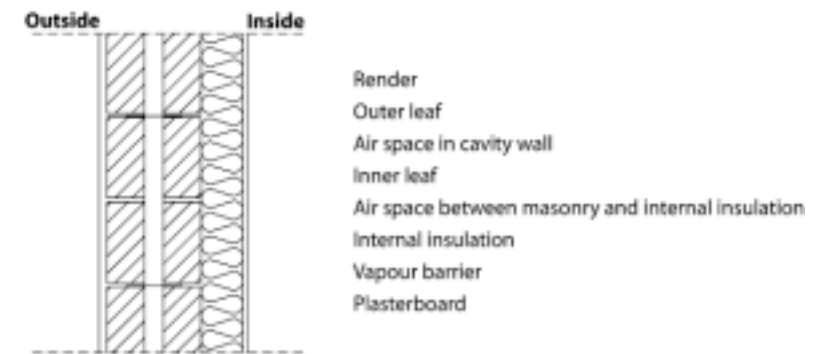 Outside
Inside
Render
Outer leaf
Air space in cavity wall
Inner leaf
Air space between masonry and internal insulation
Internal insulation
Vapour barrier
Plasterboard